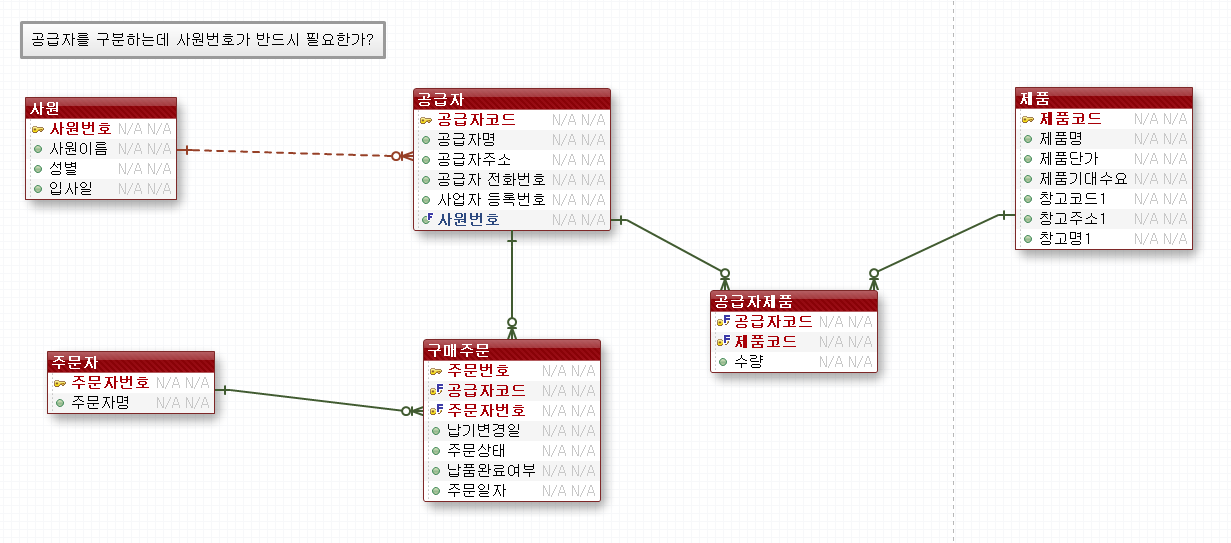 공급자를 구분하는데 사원번호가 반드시 필요한가?
사원
사원번호 N/A N/A
사원이름 N/A N/A
성별 N/A N/A
입사일 N/A N/A
공급자
공급자코드 N/A N/A
공급자명 N/A N/A
공급자주소 N/A N/A
공급자 전화번호 N/A N/A
사업자 등록번호 N/A N/A
사원번호 N/A N/A
제품
제품코드 N/A N/A
제품명 N/A N/A
제품단가 N/A N/A
제품기대수요 N/A N/A
창고코드1 N/A N/A
창고주소1 N/A N/A
창고명1 N/A N/A
공급자제품
공급자코드 N/A N/A
제품코드 N/A N/A
수량 N/A N/A
주문자
주문자번호 N/A N/A
주문자명 N/A N/A
구매주문
주문번호 N/A N/A
공급자코드 N/A N/A
주문자번호 N/A N/A
납기변경일 N/A N/A
주문상태 N/A N/A
납품완료여부 N/A N/A
주문일자 N/A N/A